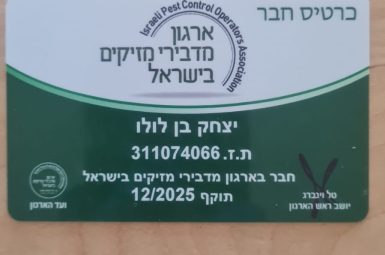 כרטיס חבר
Israeli Pest Control Operators Association
ארגון
מדבירי מזיקים
בישראל
יצחק בן לולו
ת.ז. 311074066
חבר בארגון מדבירי מזיקים בישראל
תוקף 12/2025
טל וינברג
יושב ראש הארגון
ועד הארגון